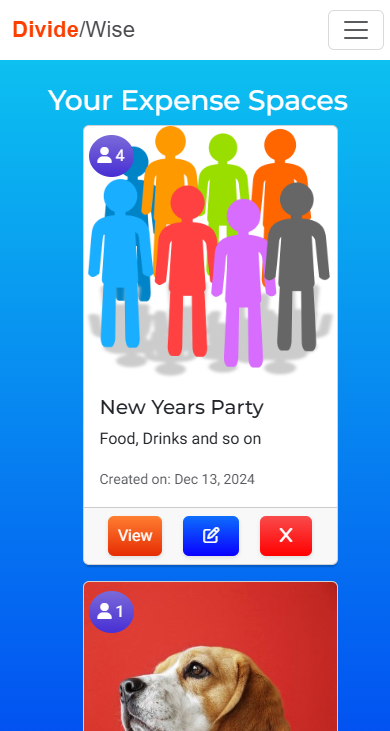 Divide/Wise
Your Expense Spaces
4
New Years Party
Food, Drinks and so on
Created on: Dec 13, 2024
View
X
1